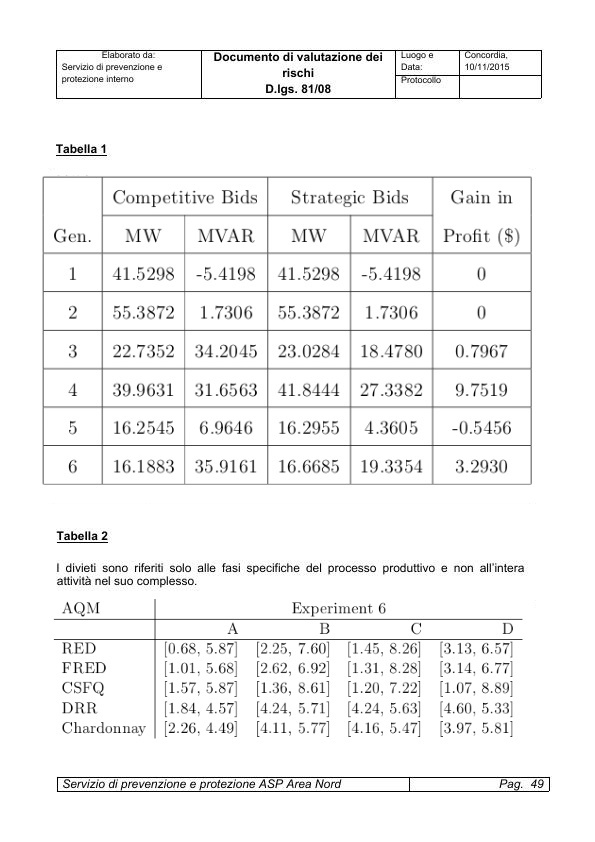 Elaborato da:
Servizio di prevenzione e
protezione interno
Documento di valutazione dei
rischi
D.lgs. 81/08
Luogo e
Data:
Concordia,
10/11/2015
Protocollo
Tabella 1
Competitive Bids Strategic Bids Gain in
Gen. MW MVAR MW MVAR Profit ($)
1 41.5298 -5.4198 41.5298 -5.4198 0
2 55.3872 1.7306 55.3872 1.7306 0
3 22.7352 34.2045 23.0284 18.4780 0.7967
4 39.9631 31.6563 41.8444 27.3382 9.7519
5 16.2545 6.9646 16.2955 4.3605 -0.5456
6 16.1883 35.9161 16.6685 19.3354 3.2930
Tabella 2
I divieti sono riferiti solo alle fasi specifiche del processo produttivo e non all'intera
attività nel suo complesso.
AQM Experiment 6
A B C D
RED [0.68, 5.87] [2.25, 7.60] [1.45, 8.26] [3.13, 6.57]
FRED [1.01, 5.68] [2.62, 6.92] [1.31, 8.28] [3.14, 6.77]
CSFQ [1.57, 5.87] [1.36, 8.61] [1.20, 7.22] [1.07, 8.89]
DRR [1.84, 4.57] [4.24, 5.71] [4.24, 5.63] [4.60, 5.33]
Chardonnay [2.26, 4.49] [4.11, 5.77] [4.16, 5.47] [3.97, 5.81]
Servizio di prevenzione e protezione ASP Area Nord Pag. 49